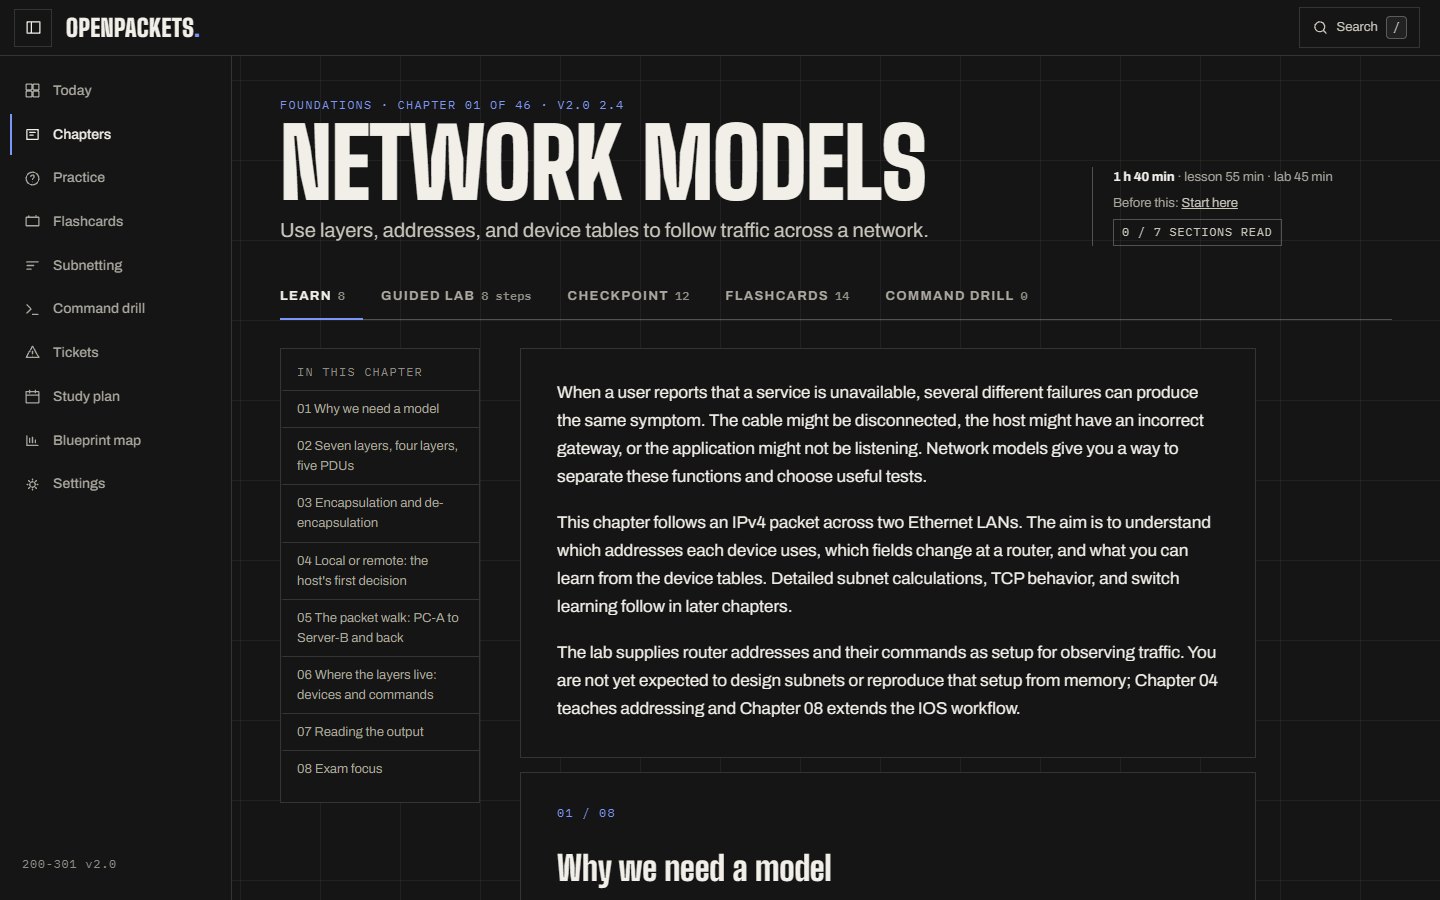 OPENPACKETS.
Search /
Today
Chapters
Practice
Flashcards
Subnetting
Command drill
Tickets
Study plan
Blueprint map
Settings
200-301 v2.0
FOUNDATIONS · CHAPTER 01 OF 46 · V2.0 2.4
NETWORK MODELS
Use layers, addresses, and device tables to follow traffic across a network.
1 h 40 min · lesson 55 min · lab 45 min
Before this: Start here
0 / 7 SECTIONS READ
LEARN 8 GUIDED LAB 8 steps CHECKPOINT 12 FLASHCARDS 14 COMMAND DRILL 0
IN THIS CHAPTER
01 Why we need a model
02 Seven layers, four layers,
five PDUs
03 Encapsulation and de-
encapsulation
04 Local or remote: the
host's first decision
05 The packet walk: PC-A to
Server-B and back
06 Where the layers live:
devices and commands
07 Reading the output
08 Exam focus
When a user reports that a service is unavailable, several different failures can produce
the same symptom. The cable might be disconnected, the host might have an incorrect
gateway, or the application might not be listening. Network models give you a way to
separate these functions and choose useful tests.
This chapter follows an IPv4 packet across two Ethernet LANs. The aim is to understand
which addresses each device uses, which fields change at a router, and what you can
learn from the device tables. Detailed subnet calculations, TCP behavior, and switch
learning follow in later chapters.
The lab supplies router addresses and their commands as setup for observing traffic. You
are not yet expected to design subnets or reproduce that setup from memory; Chapter 04
teaches addressing and Chapter 08 extends the IOS workflow.
01 / 08
Why we need a model